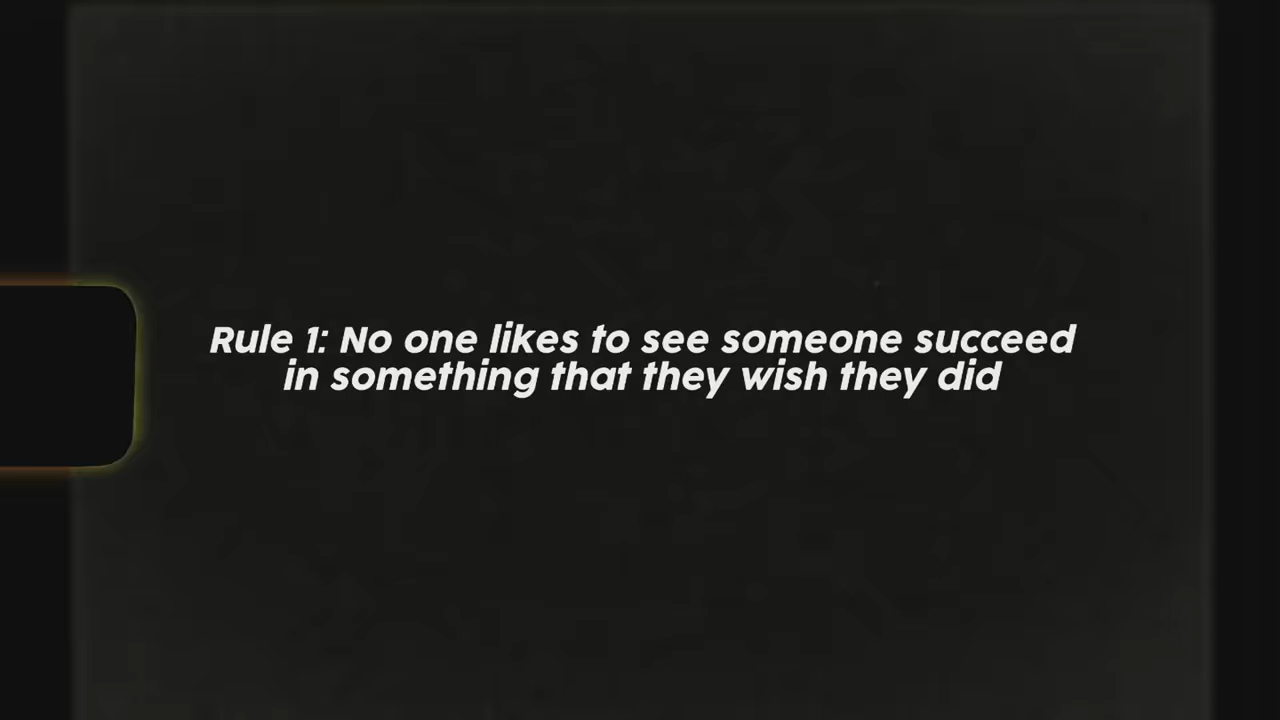 Rule 1: No one likes to see someone succeed
in something that they wish they did